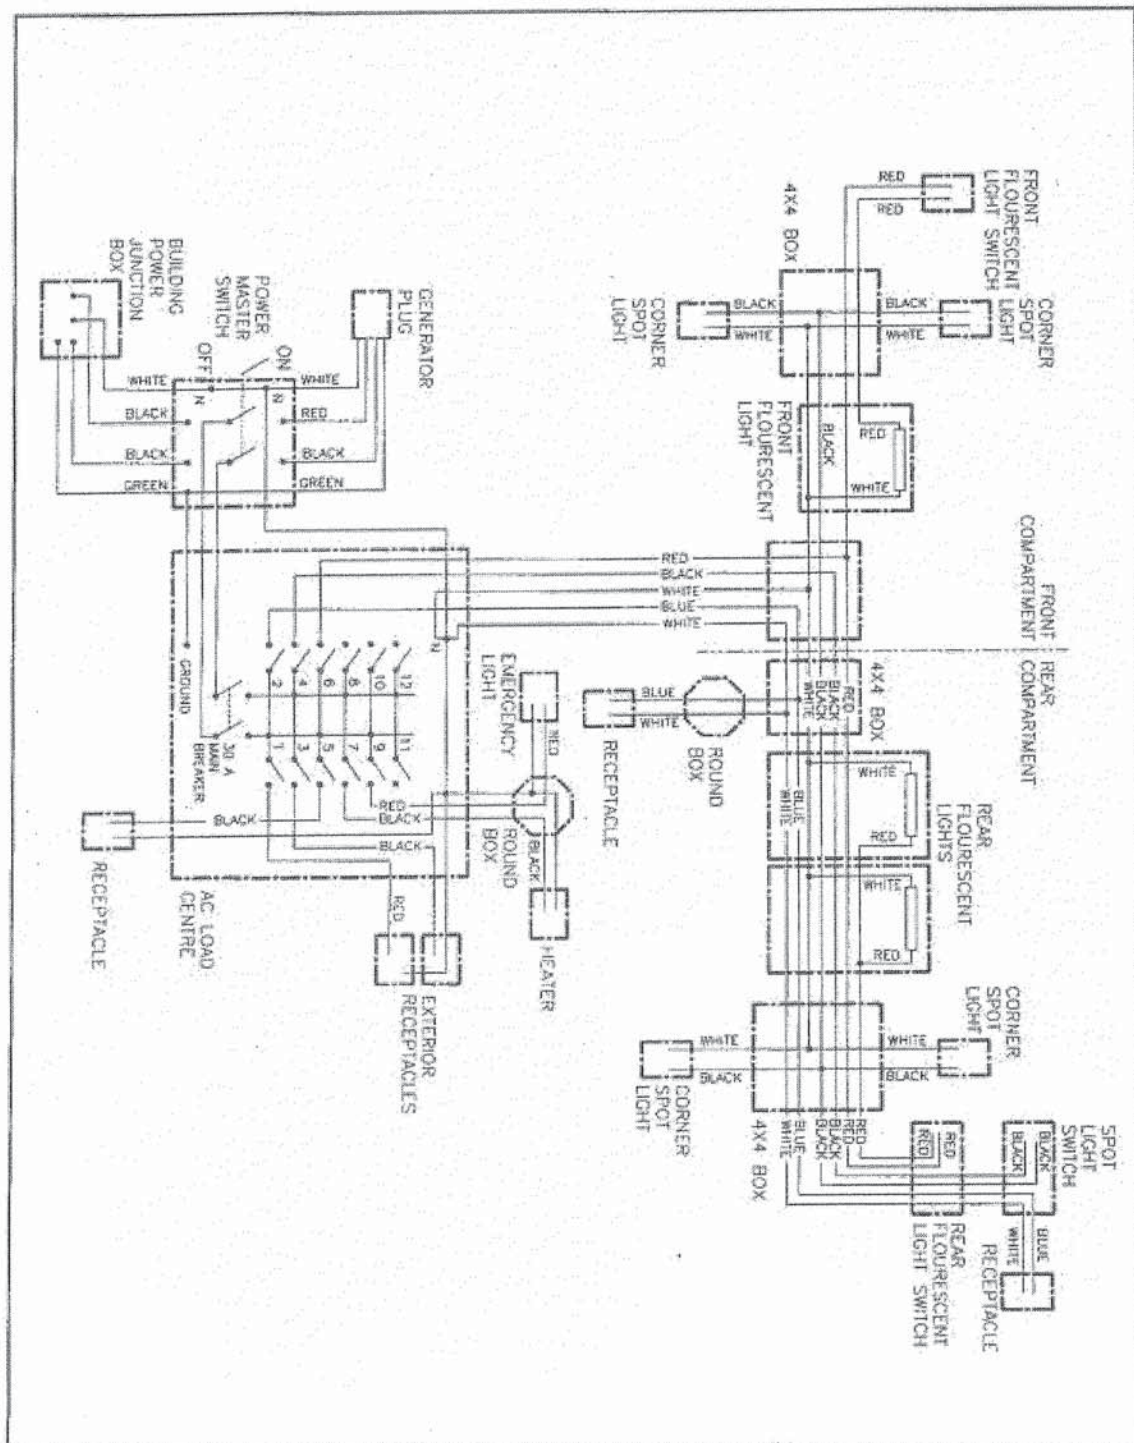 FRONT
FLOURESCENT
LIGHT SWITCH
RED
RED
4X4 BOX
CORNER
SPOT
LIGHT
BLACK
WHITE
BLACK
WHITE
CORNER
SPOT
LIGHT
FRONT
FLOURESCENT
LIGHT
BLACK
RED
WHITE
FRONT
COMPARTMENT
REAR
COMPARTMENT
GENERATOR
PLUG
POWER
MASTER
SWITCH
ON
OFF
N
N
BUILDING
POWER
JUNCTION
BOX
WHITE
BLACK
BLACK
GREEN
WHITE
RED
BLACK
GREEN
RED
BLACK
WHITE
BLUE
WHITE
N
GROUND
30 A
MAIN
BREAKER
2
4
6
8
10
12
1
3
5
7
9
11
EMERGENCY
LIGHT
RED
RED
BLACK
BLACK
BLACK
ROUND
BOX
BLACK
HEATER
RED
RECEPTACLE
AC LOAD
CENTRE
EXTERIOR
RECEPTACLES
4X4 BOX
RED
BLACK
BLACK
WHITE
BLUE
WHITE
RECEPTACLE
ROUND
BOX
BLUE
WHITE
WHITE
RED
REAR
FLOURESCENT
LIGHTS
WHITE
RED
CORNER
SPOT
LIGHT
WHITE
BLACK
WHITE
BLACK
CORNER
SPOT
LIGHT
4X4 BOX
RED
RED
BLACK
BLACK
BLUE
WHITE
RED
RED
BLACK
BLACK
SPOT
LIGHT
SWITCH
REAR
FLOURESCENT
LIGHT SWITCH
BLUE
WHITE
RECEPTACLE